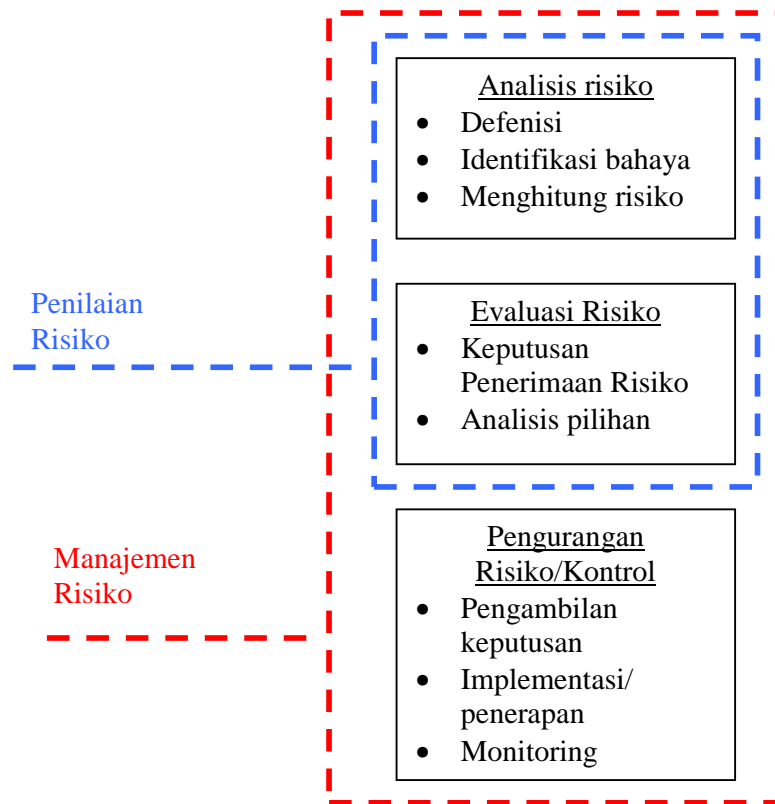 Analisis risiko
• Defenisi
• Identifikasi bahaya
• Menghitung risiko
Penilaian
Risiko
Evaluasi Risiko
• Keputusan
Penerimaan Risiko
• Analisis pilihan
Manajemen
Risiko
Pengurangan
Risiko/Kontrol
• Pengambilan
keputusan
• Implementasi/
penerapan
• Monitoring